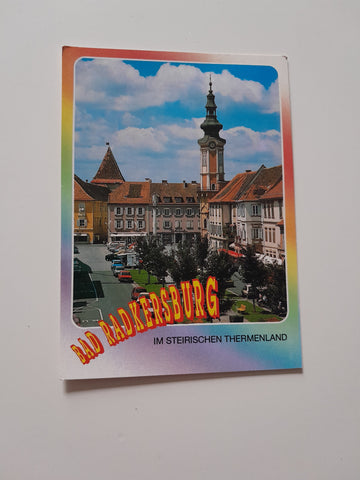 BAD RADKERSBURG
IM STEIRISCHEN THERMENLAND